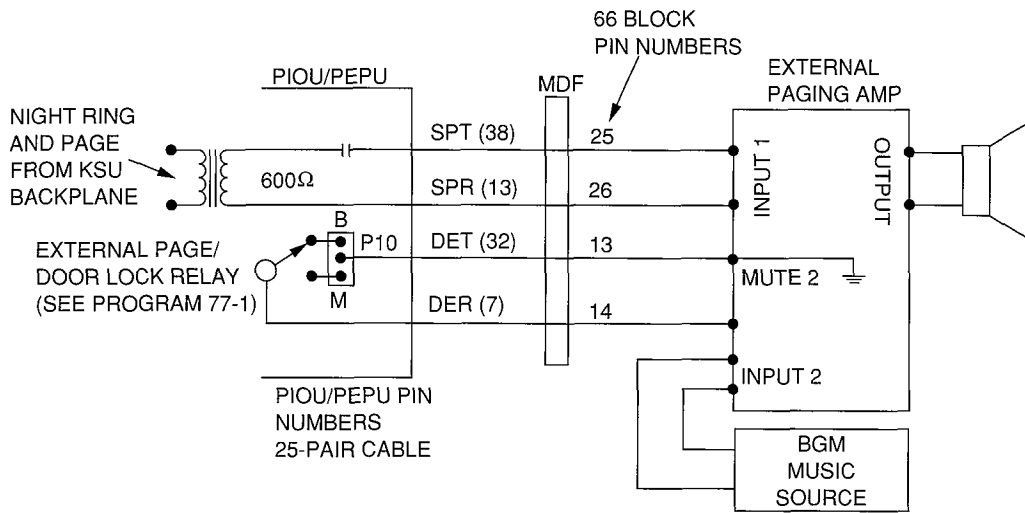 66 BLOCK
PIN NUMBERS
PIOU/PEPU
MDF
EXTERNAL
PAGING AMP
NIGHT RING
AND PAGE
FROM KSU
BACKPLANE
600Ω
SPT (38)
25
SPR (13)
26
INPUT 1
OUTPUT
B
P10
M
DET (32)
13
MUTE 2
EXTERNAL PAGE/
DOOR LOCK RELAY
(SEE PROGRAM 77-1)
DER (7)
14
INPUT 2
PIOU/PEPU PIN
NUMBERS
25-PAIR CABLE
BGM
MUSIC
SOURCE